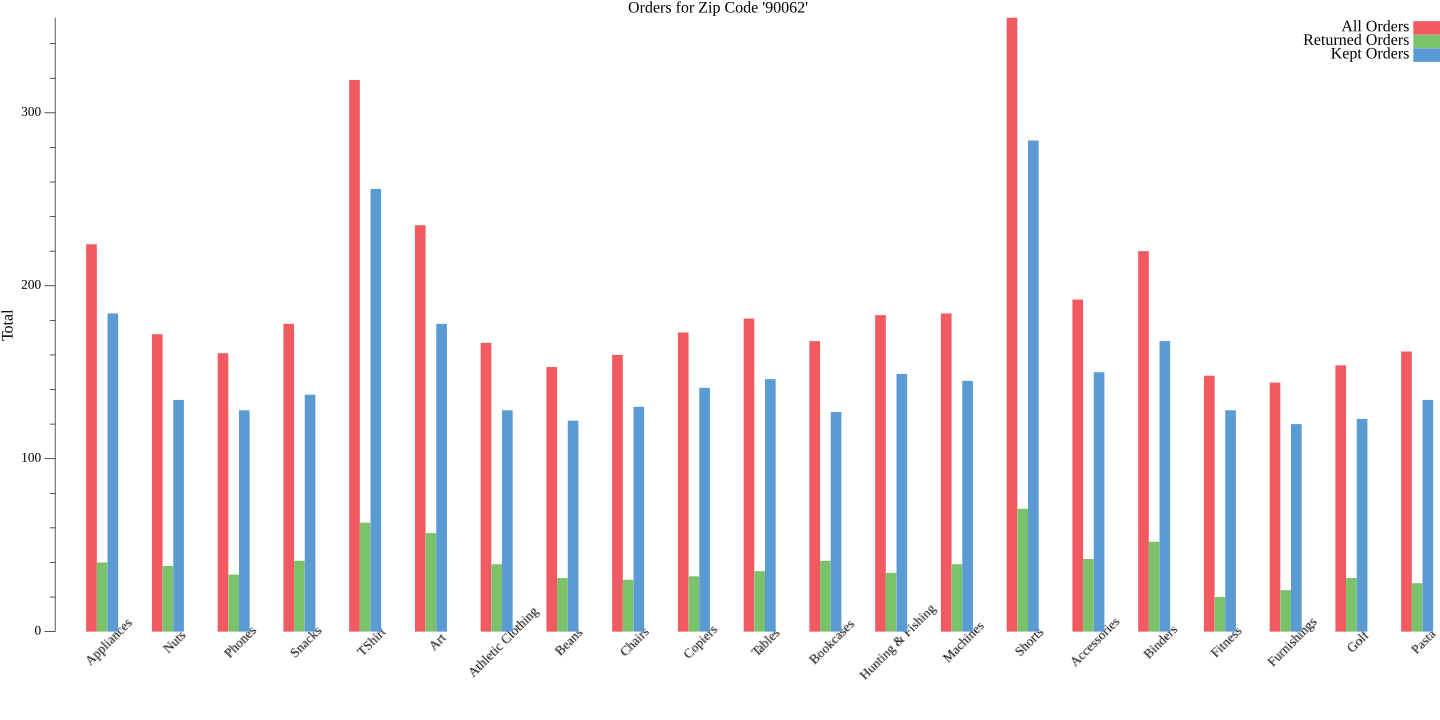 Orders for Zip Code '90062'
All Orders
Returned Orders
Kept Orders
Total
300
200
100
0
Appliances
Nuts
Phones
Snacks
TShirt
Art
Athletic Clothing
Beans
Chairs
Copiers
Tables
Bookcases
Hunting & Fishing
Machines
Shorts
Accessories
Binders
Fitness
Furnishings
Golf
Pasta